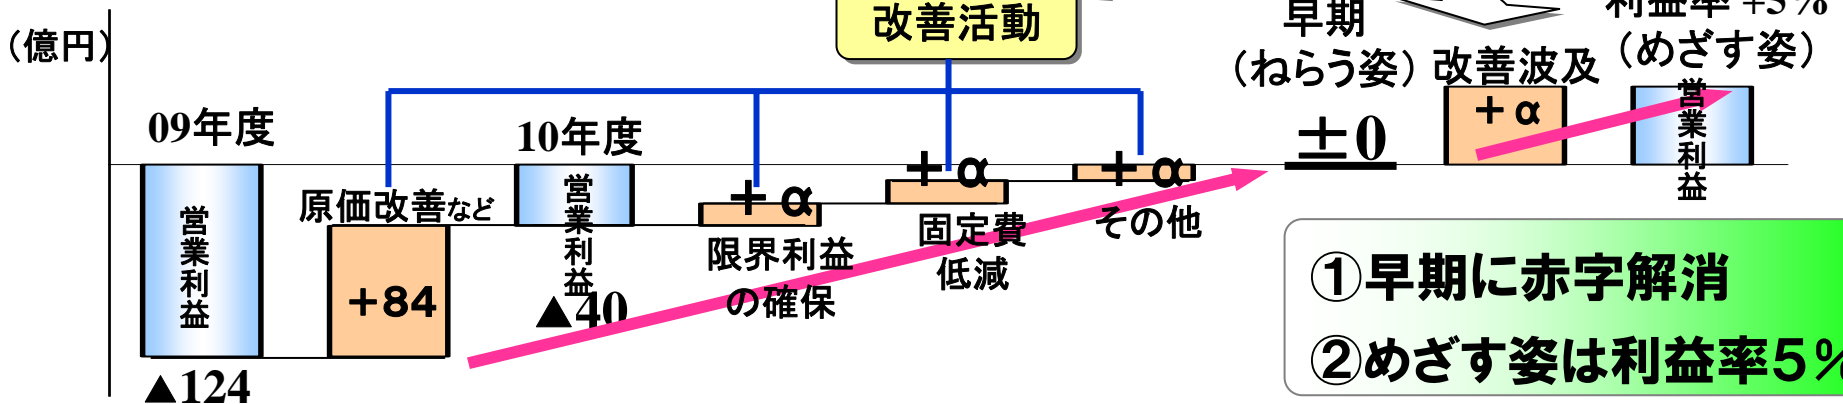 改善活動
早期
利益率 +5%
(億円)
(ねらう姿)
改善波及
(めざす姿)
09年度
10年度
±0
+α
営業利益
営業利益
原価改善など
営業利益
+α
+α
+α
+84
限界利益
の確保
固定費
低減
その他
▲40
▲124
①早期に赤字解消
②めざす姿は利益率5%